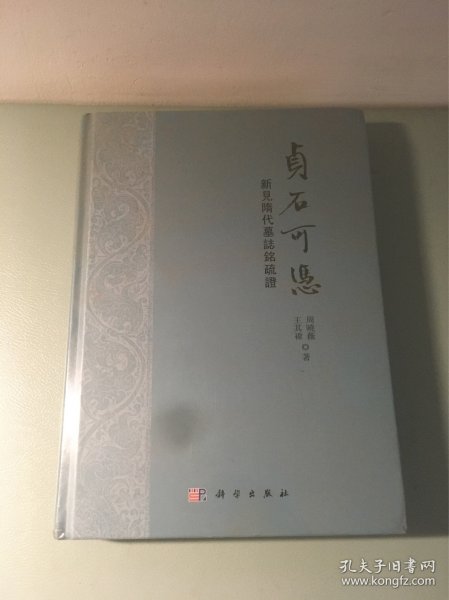 貞石可憑
新見隋代墓誌銘疏證
周曉薇
王其禕
著
科学出版社
孔夫子旧书网
www.kongfz.com